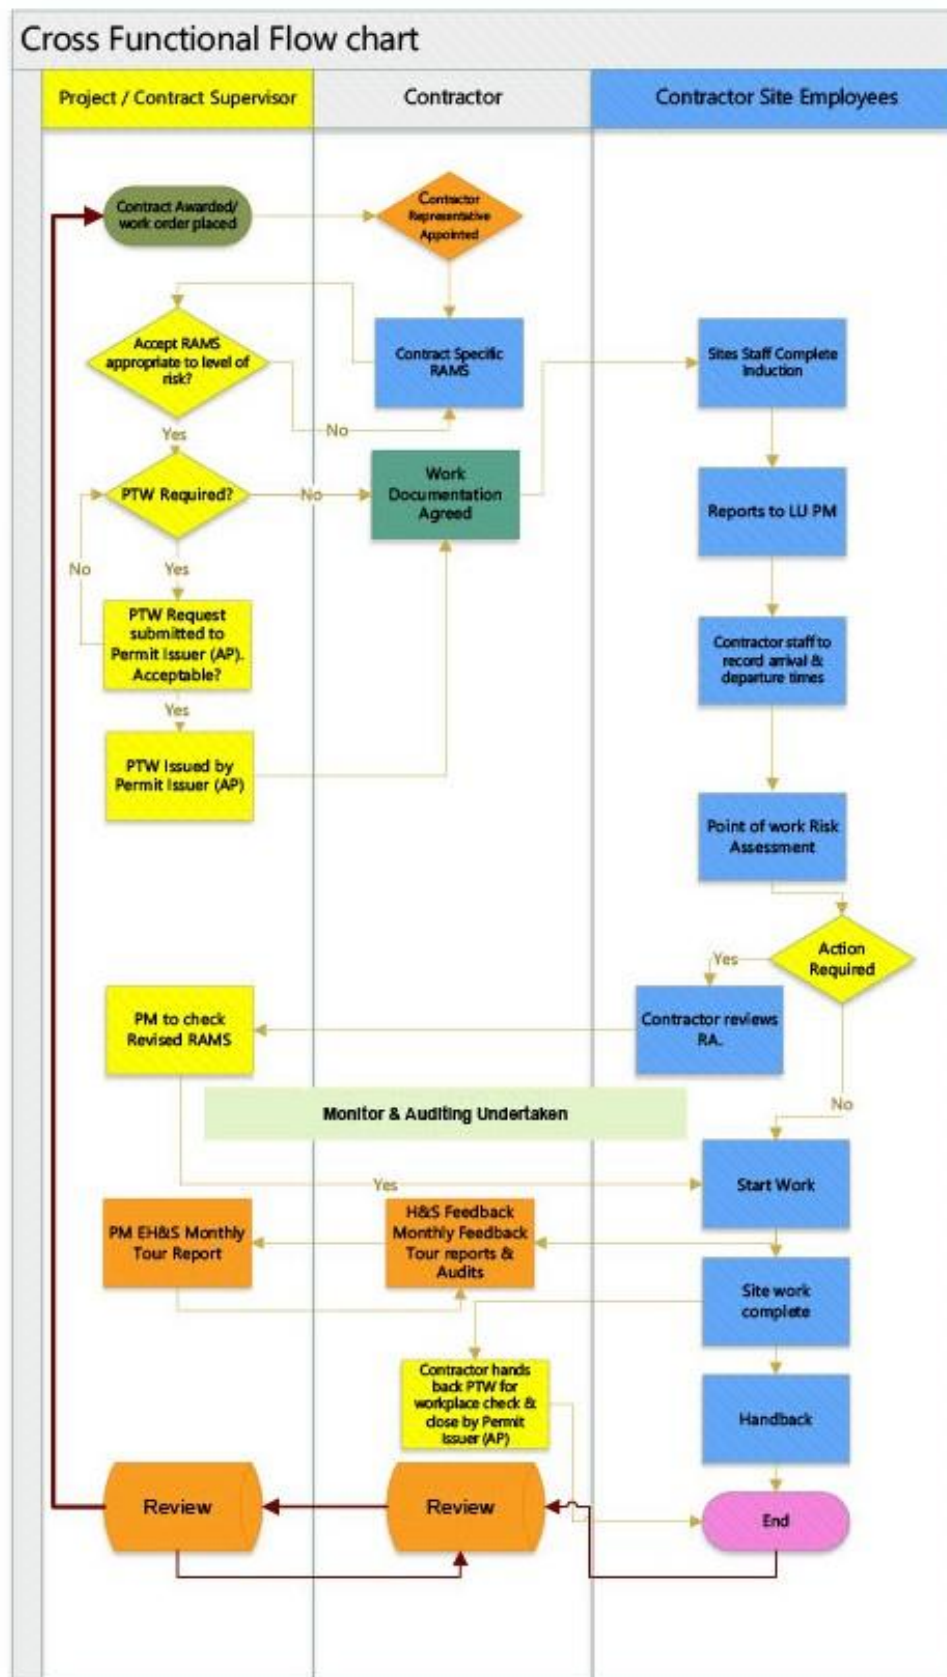 Cross Functional Flow chart
Project / Contract Supervisor
Contractor
Contractor Site Employees
Contract Awarded/
work order placed
Contractor
Representative
Appointed
Accept RAMS
appropriate to level of
risk?
Contract Specific
RAMS
Sites Staff Complete
Induction
No
Yes
PTW Required?
No
Work
Documentation
Agreed
Reports to LU PM
No
Yes
PTW Request
submitted to
Permit Issuer (AP).
Acceptable?
Contractor staff to
record arrival &
departure times
Yes
PTW Issued by
Permit Issuer (AP)
Point of work Risk
Assessment
Action
Required
Yes
PM to check
Revised RAMS
Contractor reviews
RA.
No
Monitor & Auditing Undertaken
Start Work
Yes
PM EH&S Monthly
Tour Report
H&S Feedback
Monthly Feedback
Tour reports &
Audits
Site work
complete
Contractor hands
back PTW for
workplace check &
close by Permit
Issuer (AP)
Handback
Review
Review
End